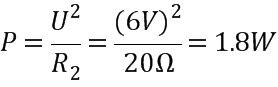 P = U²/R₂ = (6V)²/20Ω = 1.8W